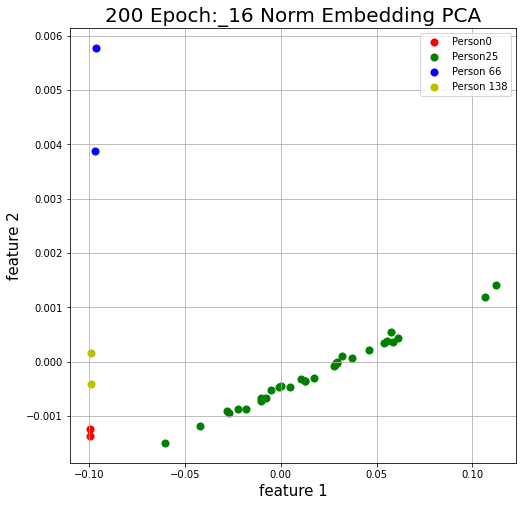 200 Epoch:_16 Norm Embedding PCA
Person0
Person25
Person 66
Person 138
0.006
0.005
0.004
0.003
0.002
0.001
0.000
−0.001
feature 2
−0.10
−0.05
0.00
0.05
0.10
feature 1